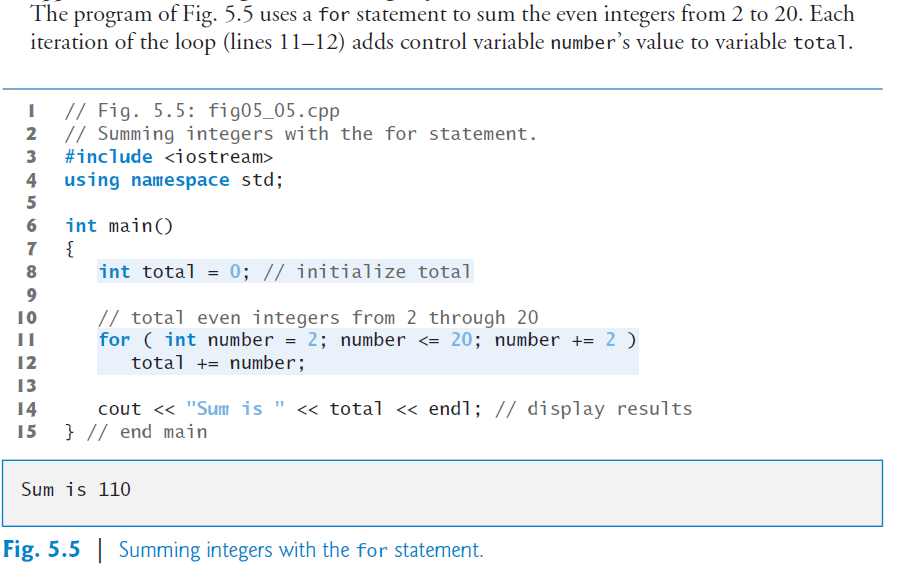 The program of Fig. 5.5 uses a for statement to sum the even integers from 2 to 20. Each
iteration of the loop (lines 11–12) adds control variable number’s value to variable total.
1 // Fig. 5.5: fig05_05.cpp
2 // Summing integers with the for statement.
3 #include <iostream>
4 using namespace std;
5
6 int main()
7 {
8 int total = 0; // initialize total
9
10 // total even integers from 2 through 20
11 for ( int number = 2; number <= 20; number += 2 )
12 total += number;
13
14 cout << "Sum is " << total << endl; // display results
15 } // end main
Sum is 110
Fig. 5.5 | Summing integers with the for statement.